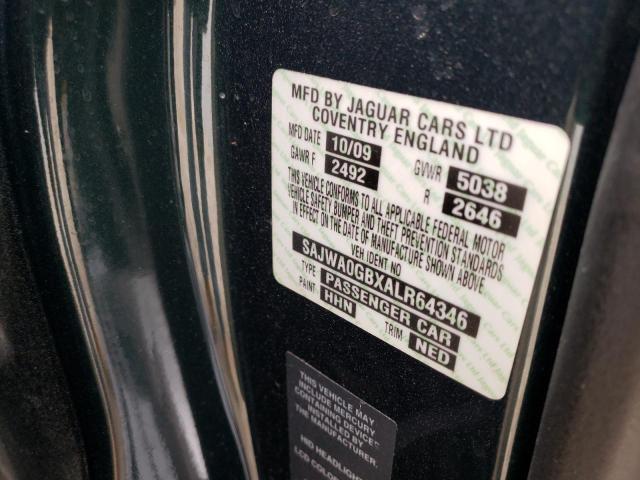 MFD BY JAGUAR CARS LTD
COVENTRY ENGLAND
MFD DATE 10/09 GVWR 5038
GAWR F 2492 R 2646
THIS VEHICLE CONFORMS TO ALL APPLICABLE FEDERAL MOTOR
VEHICLE SAFETY BUMPER AND THEFT PREVENTION STANDARDS
IN EFFECT ON THE DATE OF MANUFACTURE SHOWN ABOVE
VEH IDENT NO
SAJWA0GBXALR64346
TYPE PASSENGER CAR
PAINT HHN TRIM NED
THIS VEHICLE MAY
INCLUDE MERCURY
CONTAINING DEVICES
THE MANUFACTURER.
HID HEADLIGH
LCD COLO